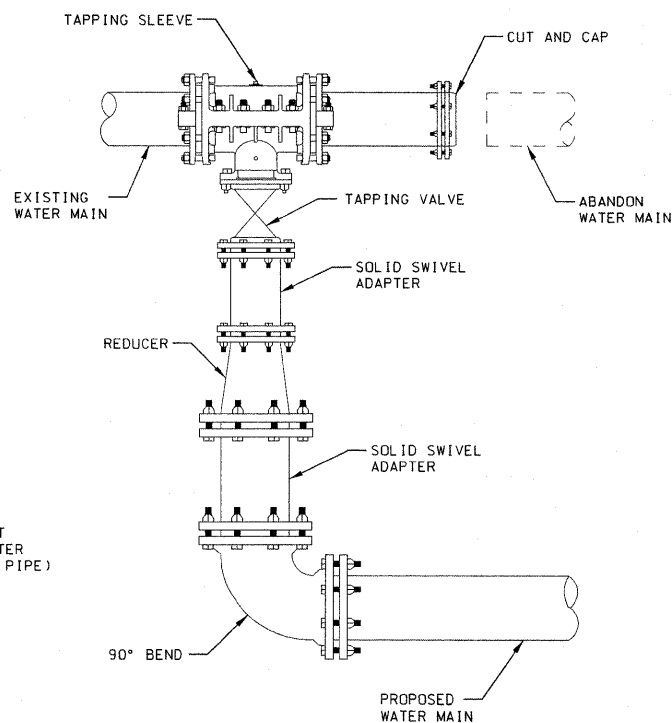 TAPPING SLEEVE
CUT AND CAP
EXISTING
WATER MAIN
TAPPING VALVE
ABANDON
WATER MAIN
SOLID SWIVEL
ADAPTER
REDUCER
SOLID SWIVEL
ADAPTER
T
TER
PIPE)
90° BEND
PROPOSED
WATER MAIN